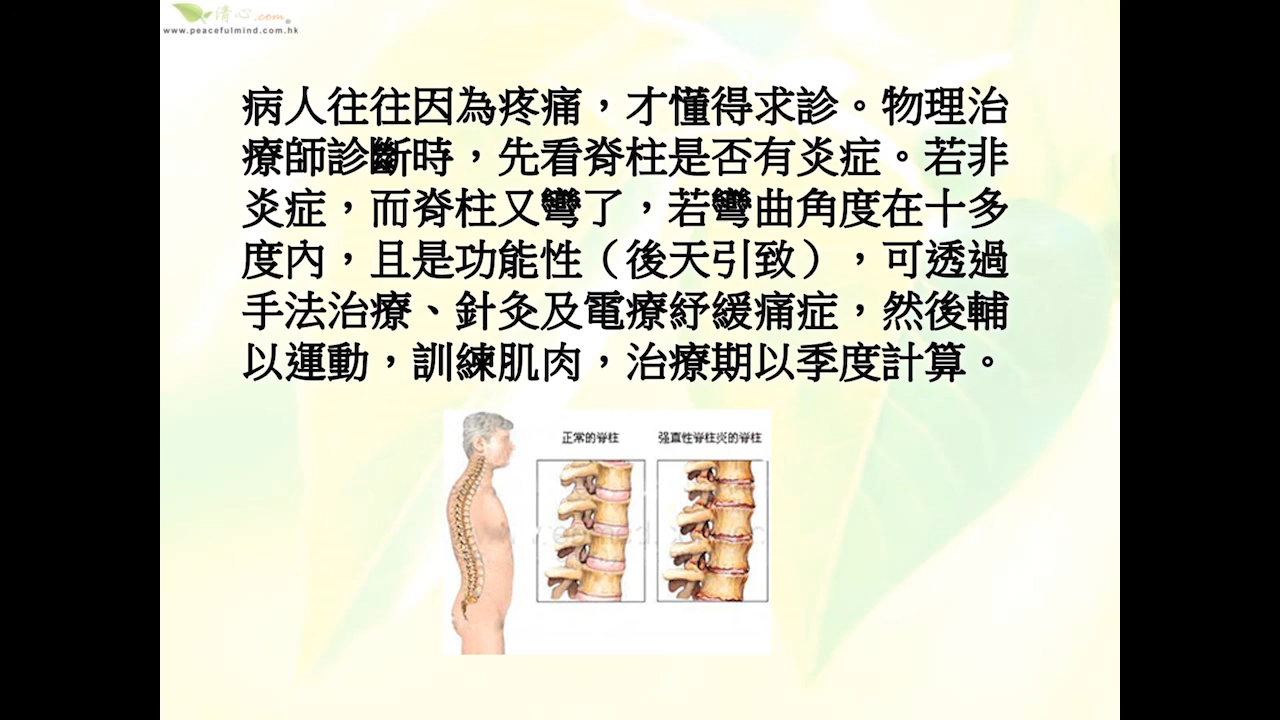 清心.com
www.peacefulmind.com.hk
病人往往因為疼痛，才懂得求診。物理治
療師診斷時，先看脊柱是否有炎症。若非
炎症，而脊柱又彎了，若彎曲角度在十多
度內，且是功能性（後天引致），可透過
手法治療、針灸及電療紓緩痛症，然後輔
以運動，訓練肌肉，治療期以季度計算。
正常的脊柱
强直性脊柱炎的脊柱